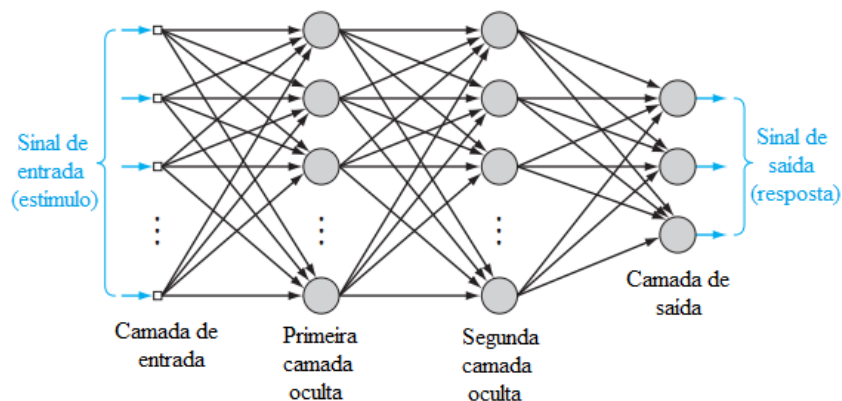 Sinal de
entrada
(estímulo)
Sinal de
saída
(resposta)
Camada de
entrada
Primeira
camada
oculta
Segunda
camada
oculta
Camada de
saída